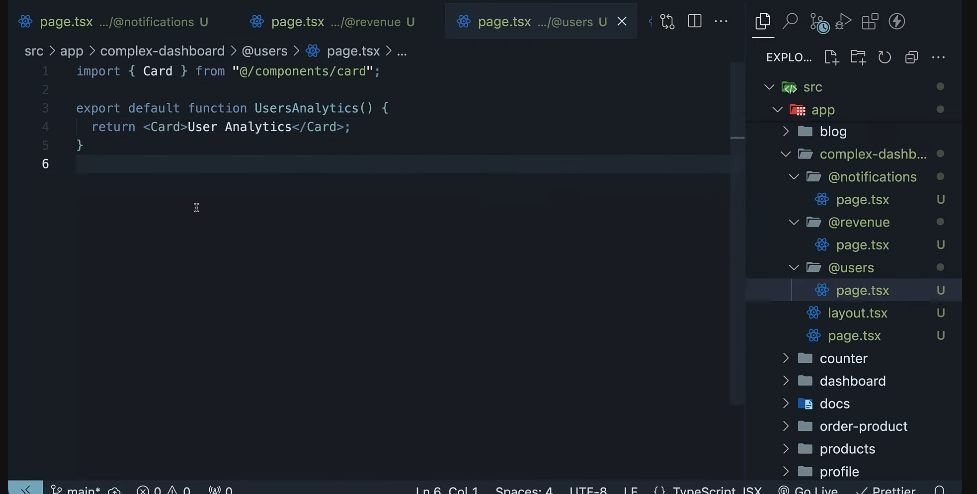 page.tsx .../@notifications U
page.tsx .../@revenue U
page.tsx .../@users U
src > app > complex-dashboard > @users > page.tsx > ...
1 import { Card } from "@/components/card";
2
3 export default function UsersAnalytics() {
4 return <Card>User Analytics</Card>;
5 }
6
EXPLO...
src
app
blog
complex-dashb...
@notifications
page.tsx U
@revenue
page.tsx U
@users
page.tsx U
layout.tsx U
page.tsx U
counter
dashboard
docs
order-product
products
profile
main* 0 0 0 Ln 6, Col 1 Spaces: 4 UTF-8 LF {} TypeScript JSX Go Live Prettier